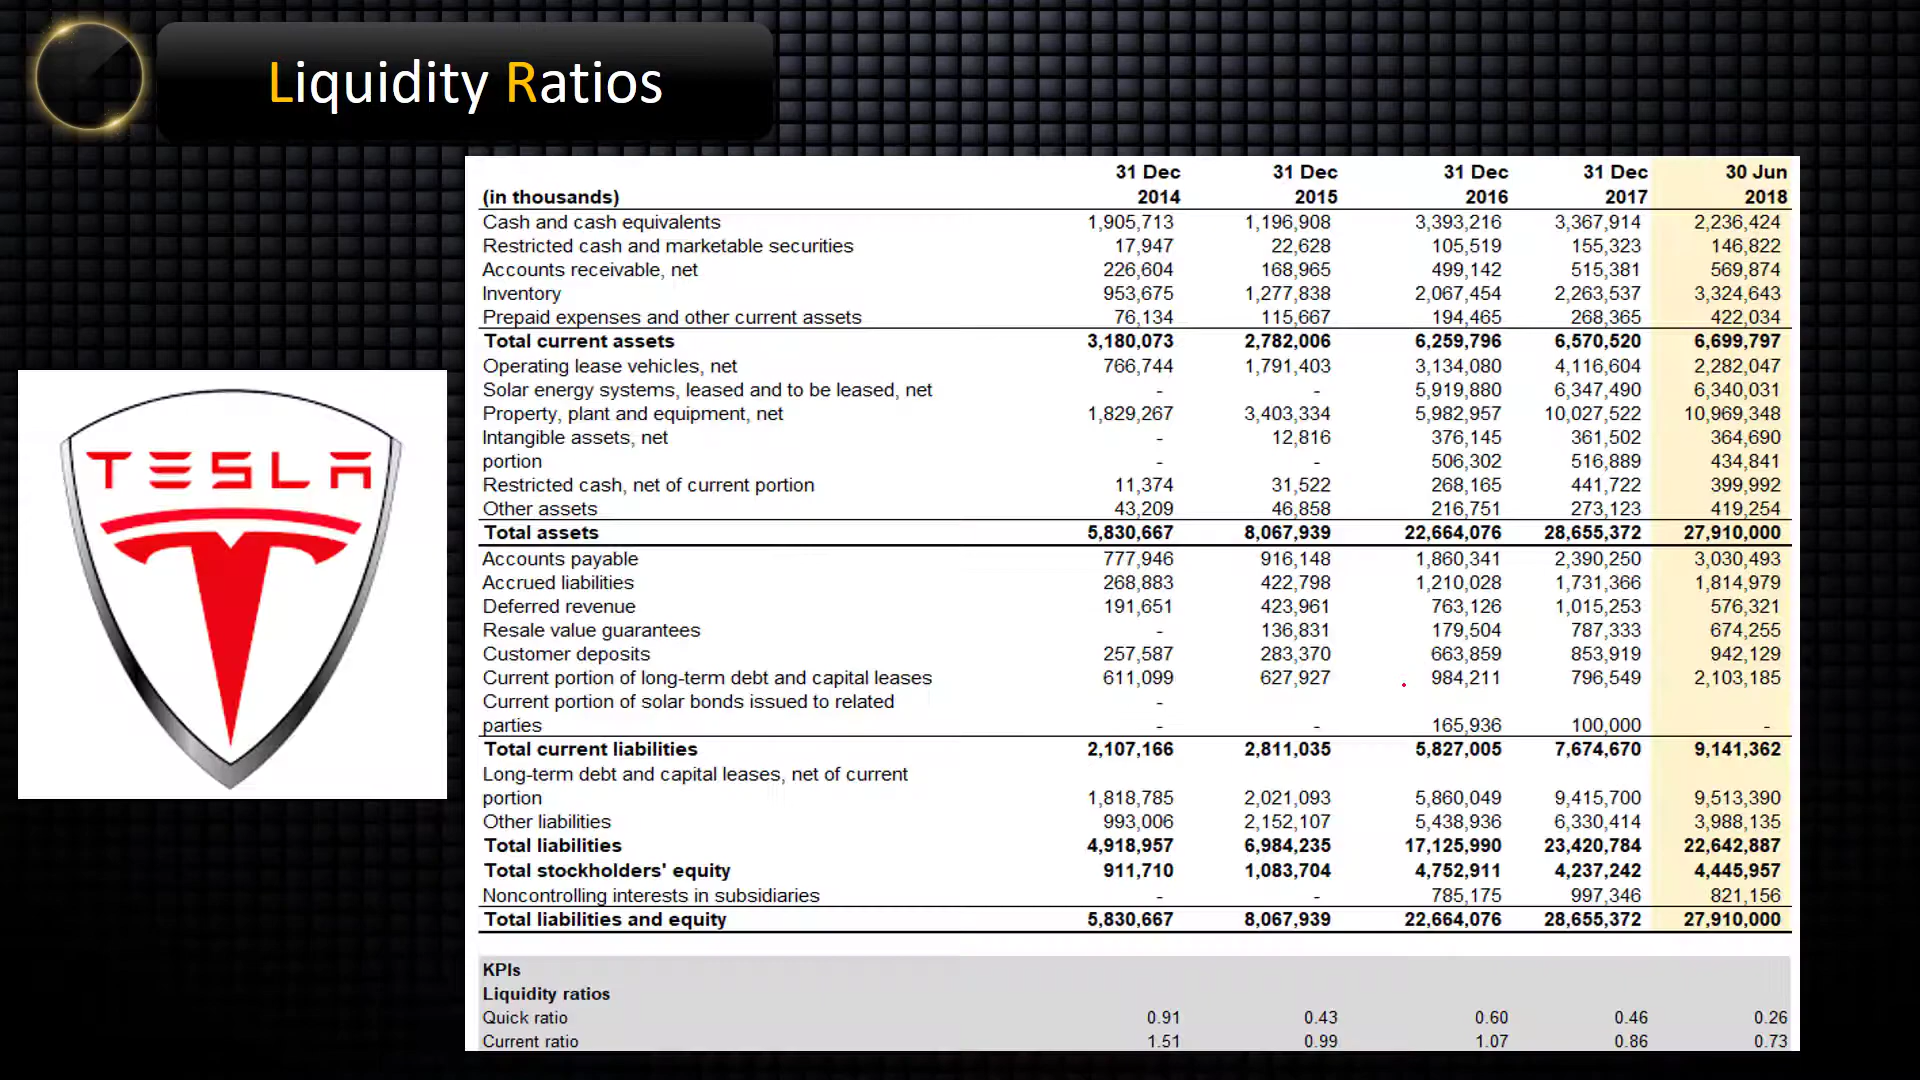 Liquidity Ratios
31 Dec 31 Dec 31 Dec 31 Dec 30 Jun
(in thousands) 2014 2015 2016 2017 2018
Cash and cash equivalents 1,905,713 1,196,908 3,393,216 3,367,914 2,236,424
Restricted cash and marketable securities 17,947 22,628 105,519 155,323 146,822
Accounts receivable, net 226,604 168,965 499,142 515,381 569,874
Inventory 953,675 1,277,838 2,067,454 2,263,537 3,324,643
Prepaid expenses and other current assets 76,134 115,667 194,465 268,365 422,034
Total current assets 3,180,073 2,782,006 6,259,796 6,570,520 6,699,797
Operating lease vehicles, net 766,744 1,791,403 3,134,080 4,116,604 2,282,047
Solar energy systems, leased and to be leased, net - - 5,919,880 6,347,490 6,340,031
Property, plant and equipment, net 1,829,267 3,403,334 5,982,957 10,027,522 10,969,348
Intangible assets, net - 12,816 376,145 361,502 364,690
portion - - 506,302 516,889 434,841
Restricted cash, net of current portion 11,374 31,522 268,165 441,722 399,992
Other assets 43,209 46,858 216,751 273,123 419,254
Total assets 5,830,667 8,067,939 22,664,076 28,655,372 27,910,000
Accounts payable 777,946 916,148 1,860,341 2,390,250 3,030,493
Accrued liabilities 268,883 422,798 1,210,028 1,731,366 1,814,979
Deferred revenue 191,651 423,961 763,126 1,015,253 576,321
Resale value guarantees - 136,831 179,504 787,333 674,255
Customer deposits 257,587 283,370 663,859 853,919 942,129
Current portion of long-term debt and capital leases 611,099 627,927 984,211 796,549 2,103,185
Current portion of solar bonds issued to related -
parties - - 165,936 100,000 -
Total current liabilities 2,107,166 2,811,035 5,827,005 7,674,670 9,141,362
Long-term debt and capital leases, net of current
portion 1,818,785 2,021,093 5,860,049 9,415,700 9,513,390
Other liabilities 993,006 2,152,107 5,438,936 6,330,414 3,988,135
Total liabilities 4,918,957 6,984,235 17,125,990 23,420,784 22,642,887
Total stockholders' equity 911,710 1,083,704 4,752,911 4,237,242 4,445,957
Noncontrolling interests in subsidiaries - - 785,175 997,346 821,156
Total liabilities and equity 5,830,667 8,067,939 22,664,076 28,655,372 27,910,000
KPIs
Liquidity ratios
Quick ratio 0.91 0.43 0.60 0.46 0.26
Current ratio 1.51 0.99 1.07 0.86 0.73
TESLA